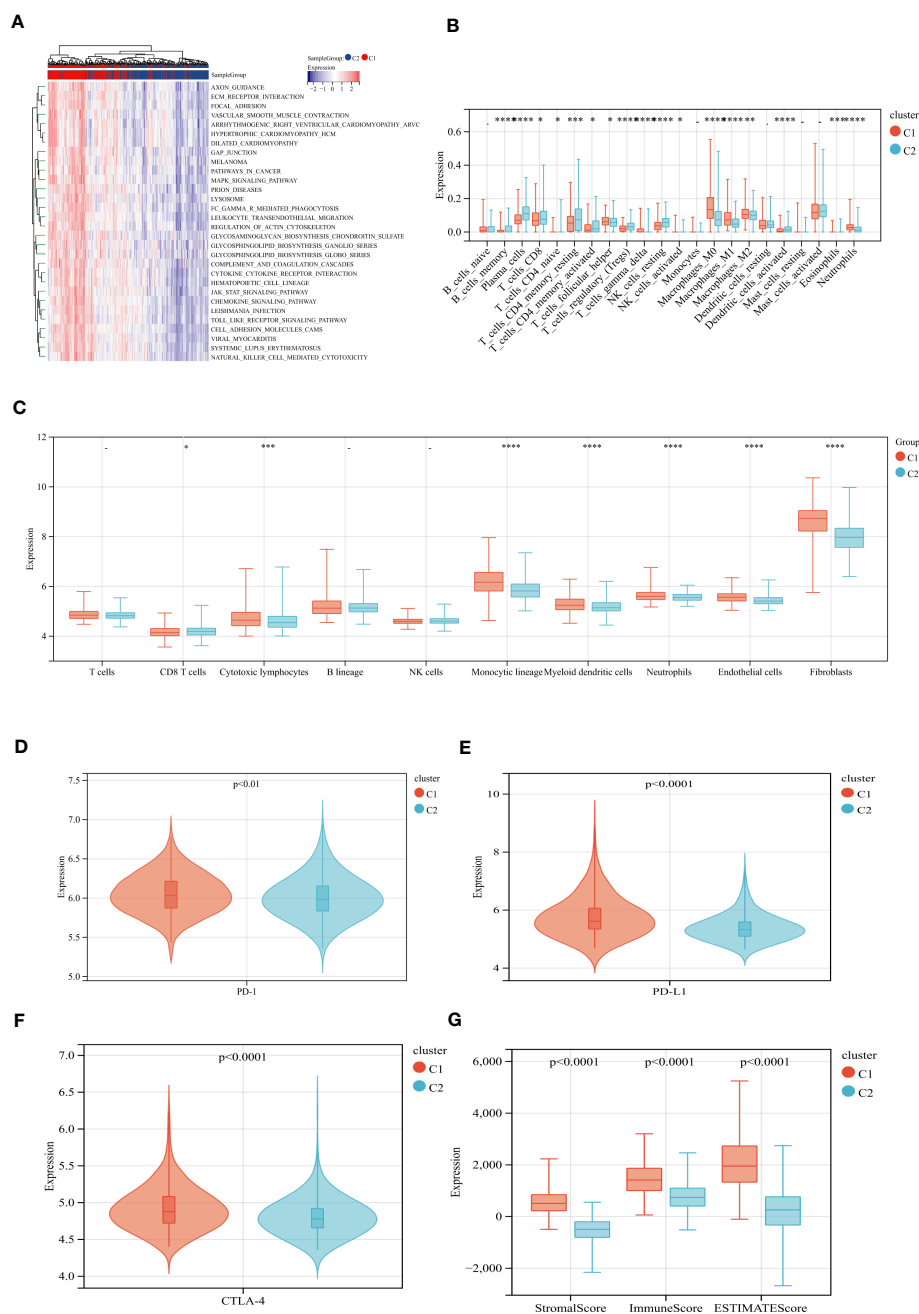 A
SampleGroup: C2 C1
Expression
−2 −1 0 1 2
SampleGroup
AXON_GUIDANCE
ECM_RECEPTOR_INTERACTION
FOCAL_ADHESION
VASCULAR_SMOOTH_MUSCLE_CONTRACTION
ARRHYTHMOGENIC_RIGHT_VENTRICULAR_CARDIOMYOPATHY_ARVC
HYPERTROPHIC_CARDIOMYOPATHY_HCM
DILATED_CARDIOMYOPATHY
GAP_JUNCTION
MELANOMA
PATHWAYS_IN_CANCER
MAPK_SIGNALING_PATHWAY
PRION_DISEASES
LYSOSOME
FC_GAMMA_R_MEDIATED_PHAGOCYTOSIS
LEUKOCYTE_TRANSENDOTHELIAL_MIGRATION
REGULATION_OF_ACTIN_CYTOSKELETON
GLYCOSAMINOGLYCAN_BIOSYNTHESIS_CHONDROITIN_SULFATE
GLYCOSPHINGOLIPID_BIOSYNTHESIS_GANGLIO_SERIES
GLYCOSPHINGOLIPID_BIOSYNTHESIS_GLOBO_SERIES
COMPLEMENT_AND_COAGULATION_CASCADES
CYTOKINE_CYTOKINE_RECEPTOR_INTERACTION
HEMATOPOIETIC_CELL_LINEAGE
JAK_STAT_SIGNALING_PATHWAY
CHEMOKINE_SIGNALING_PATHWAY
LEISHMANIA_INFECTION
TOLL_LIKE_RECEPTOR_SIGNALING_PATHWAY
CELL_ADHESION_MOLECULES_CAMS
VIRAL_MYOCARDITIS
SYSTEMIC_LUPUS_ERYTHEMATOSUS
NATURAL_KILLER_CELL_MEDIATED_CYTOTOXICITY
B
cluster
C1
C2
Expression
0.6
0.4
0.2
0.0
B_cells_naive
B_cells_memory
Plasma_cells
T_cells_CD8
T_cells_CD4_naive
T_cells_CD4_memory_resting
T_cells_CD4_memory_activated
T_cells_follicular_helper
T_cells_regulatory_(Tregs)
T_cells_gamma_delta
NK_cells_resting
NK_cells_activated
Monocytes
Macrophages_M0
Macrophages_M1
Macrophages_M2
Dendritic_cells_resting
Dendritic_cells_activated
Mast_cells_resting
Mast_cells_activated
Eosinophils
Neutrophils
C
Group
C1
C2
Expression
12
10
8
6
4
- * *** - - **** **** **** **** ****
T cells CD8 T cells Cytotoxic lymphocytes B lineage NK cells Monocytic lineage Myeloid dendritic cells Neutrophils Endothelial cells Fibroblasts
D
cluster
C1
C2
p<0.01
Expression
7.5
7.0
6.5
6.0
5.5
5.0
PD-1
E
cluster
C1
C2
p<0.0001
Expression
10
8
6
4
PD-L1
F
cluster
C1
C2
p<0.0001
Expression
7.0
6.5
6.0
5.5
5.0
4.5
4.0
CTLA-4
G
cluster
C1
C2
p<0.0001 p<0.0001 p<0.0001
Expression
6,000
4,000
2,000
0
−2,000
StromalScore ImmuneScore ESTIMATEScore